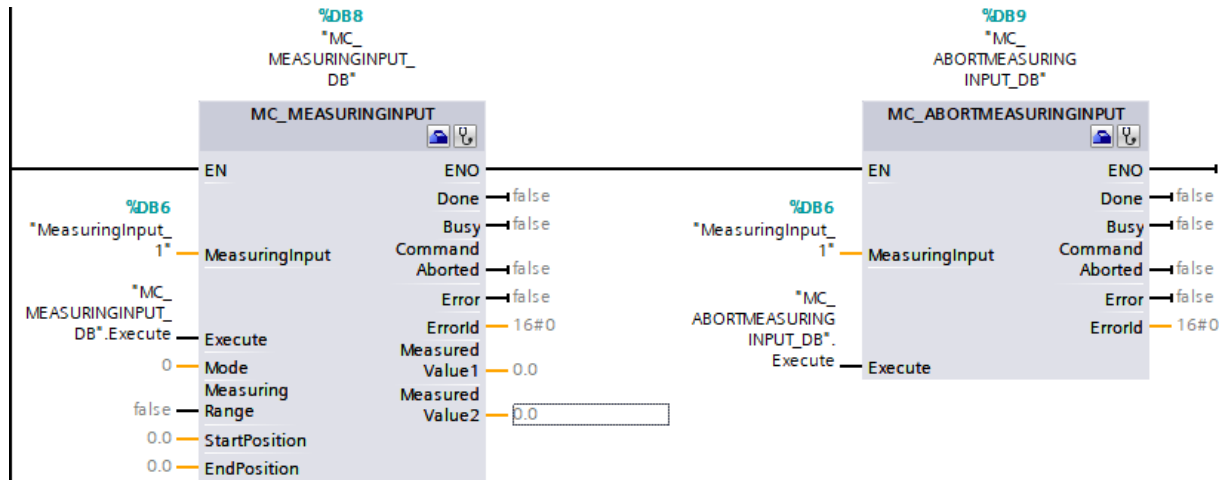 %DB8
"MC_
MEASURINGINPUT_
DB"
MC_MEASURINGINPUT
EN
ENO
Done
false
Busy
false
Command
Aborted
false
Error
false
ErrorId
16#0
Measured
Value1
0.0
Measured
Value2
0.0
%DB6
"MeasuringInput_
1"
MeasuringInput
"MC_
MEASURINGINPUT_
DB".Execute
Execute
0
Mode
Measuring
false
Range
0.0
StartPosition
0.0
EndPosition
%DB9
"MC_
ABORTMEASURING
INPUT_DB"
MC_ABORTMEASURINGINPUT
EN
ENO
Done
false
Busy
false
Command
Aborted
false
Error
false
ErrorId
16#0
%DB6
"MeasuringInput_
1"
MeasuringInput
"MC_
ABORTMEASURING
INPUT_DB".
Execute
Execute